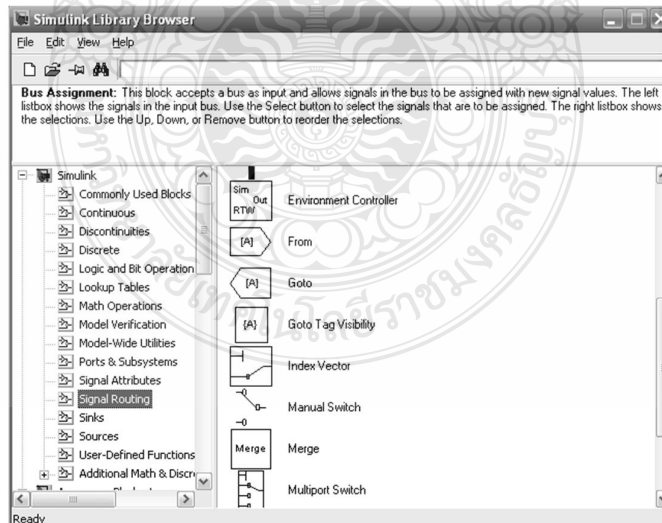 Simulink Library Browser
File Edit View Help
Bus Assignment: This block accepts a bus as input and allows signals in the bus to be assigned with new signal values. The left
listbox shows the signals in the input bus. Use the Select button to select the signals that are to be assigned. The right listbox shows
the selections. Use the Up, Down, or Remove button to reorder the selections.
Simulink
Commonly Used Blocks
Continuous
Discontinuities
Discrete
Logic and Bit Operation
Lookup Tables
Math Operations
Model Verification
Model-Wide Utilities
Ports & Subsystems
Signal Attributes
Signal Routing
Sinks
Sources
User-Defined Functions
Additional Math & Discre
Sim
Out
RTW
Environment Controller
[A]
From
[A]
Goto
{A}
Goto Tag Visibility
Index Vector
Manual Switch
Merge
Merge
Multiport Switch
Ready